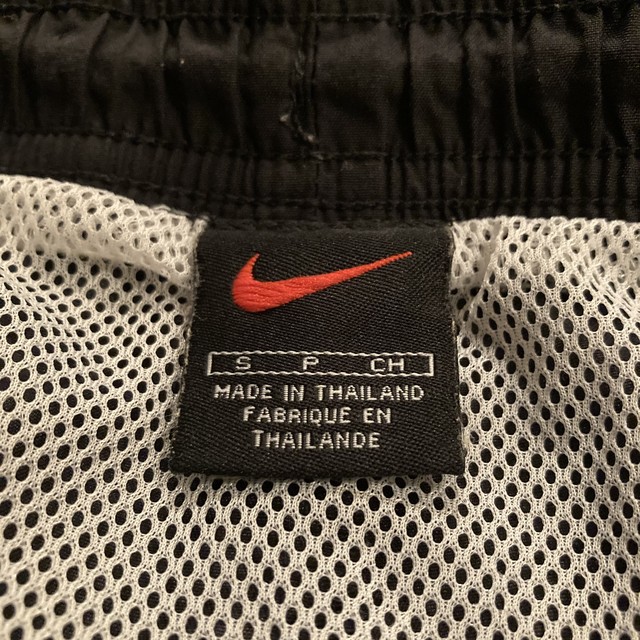 S P CH
MADE IN THAILAND
FABRIQUE EN
THAILANDE